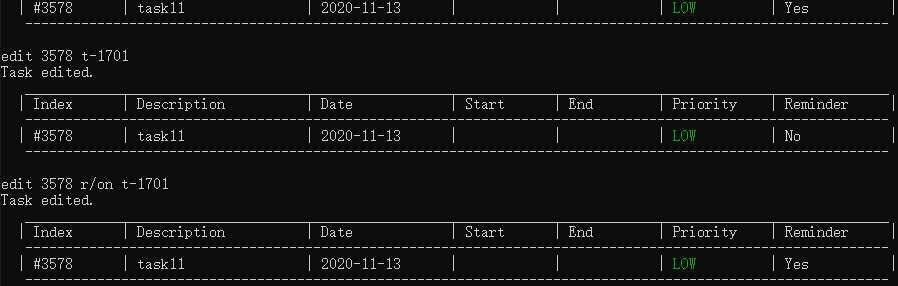 | #3578 | task11 | 2020-11-13 | | | LOW | Yes |
edit 3578 t-1701
Task edited.
| Index | Description | Date | Start | End | Priority | Reminder |
| #3578 | task11 | 2020-11-13 | | | LOW | No |
edit 3578 r/on t-1701
Task edited.
| Index | Description | Date | Start | End | Priority | Reminder |
| #3578 | task11 | 2020-11-13 | | | LOW | Yes |